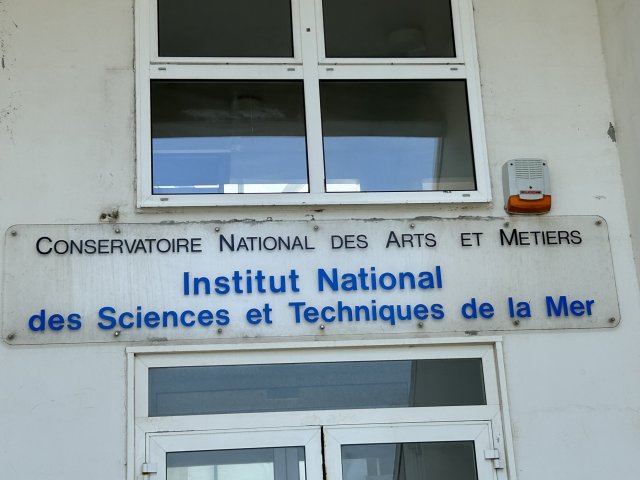 CONSERVATOIRE NATIONAL DES ARTS ET METIERS
Institut National
des Sciences et Techniques de la Mer